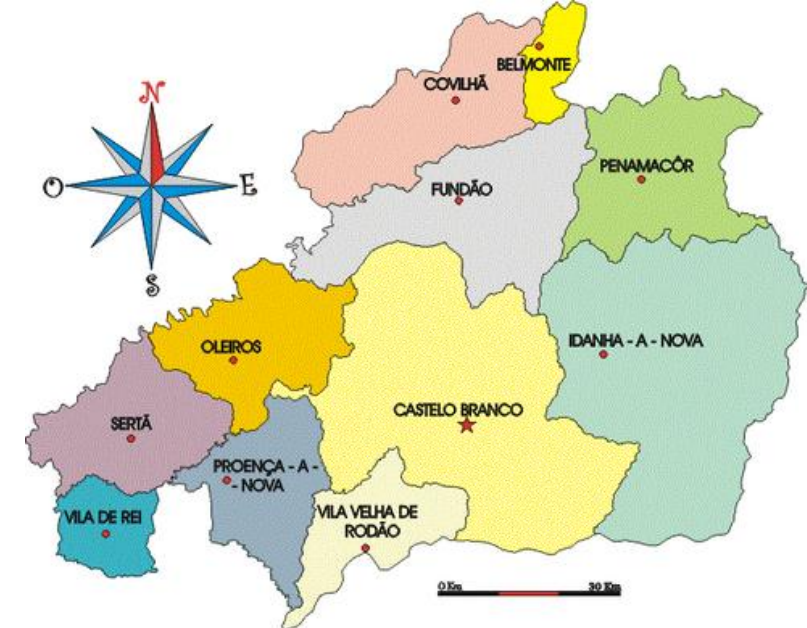 BELMONTE
COVILHÃ
N
PENAMACÔR
O
E
FUNDÃO
S
IDANHA - A - NOVA
OLEIROS
CASTELO BRANCO
SERTÃ
PROENÇA - A -
- NOVA
VILA VELHA DE
RODÃO
VILA DE REI
0 Km
30 Km